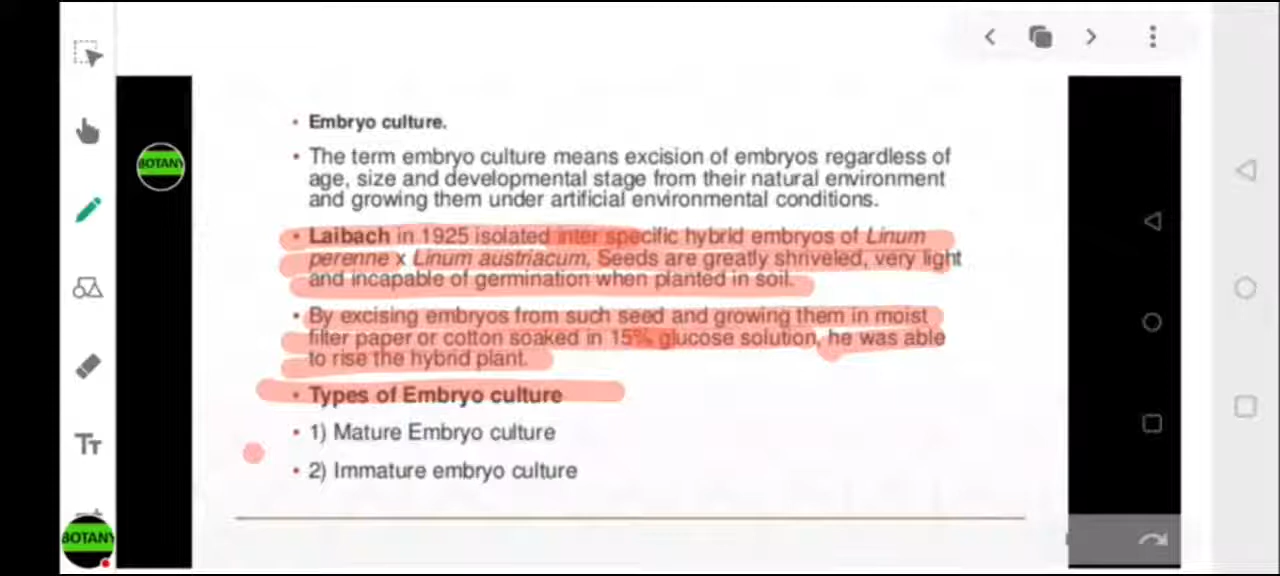 • Embryo culture.
• The term embryo culture means excision of embryos regardless of
age, size and developmental stage from their natural environment
and growing them under artificial environmental conditions.
• Laibach in 1925 isolated inter specific hybrid embryos of Linum
perenne x Linum austriacum, Seeds are greatly shriveled, very light
and incapable of germination when planted in soil.
• By excising embryos from such seed and growing them in moist
filter paper or cotton soaked in 15% glucose solution, he was able
to rise the hybrid plant.
• Types of Embryo culture
• 1) Mature Embryo culture
• 2) Immature embryo culture
BOTANY
TT
BOTANY